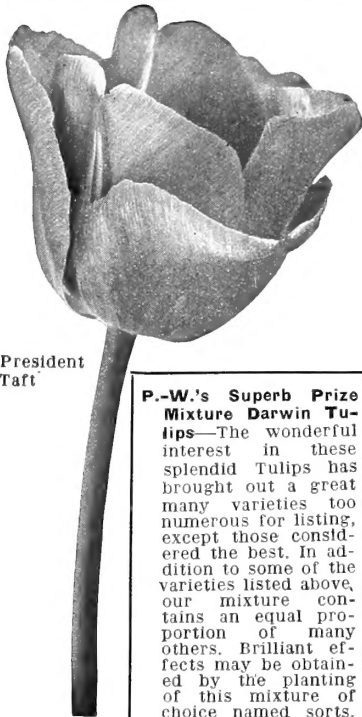 President
Taft
P.-W.'s Superb Prize
Mixture Darwin Tu-
lips—The wonderful
interest in these
splendid Tulips has
brought out a great
many varieties too
numerous for listing,
except those consid-
ered the best. In ad-
dition to some of the
varieties listed above,
our mixture con-
tains an equal pro-
portion of many
others. Brilliant ef-
fects may be obtain-
ed by the planting
of this mixture of
choice named sorts.